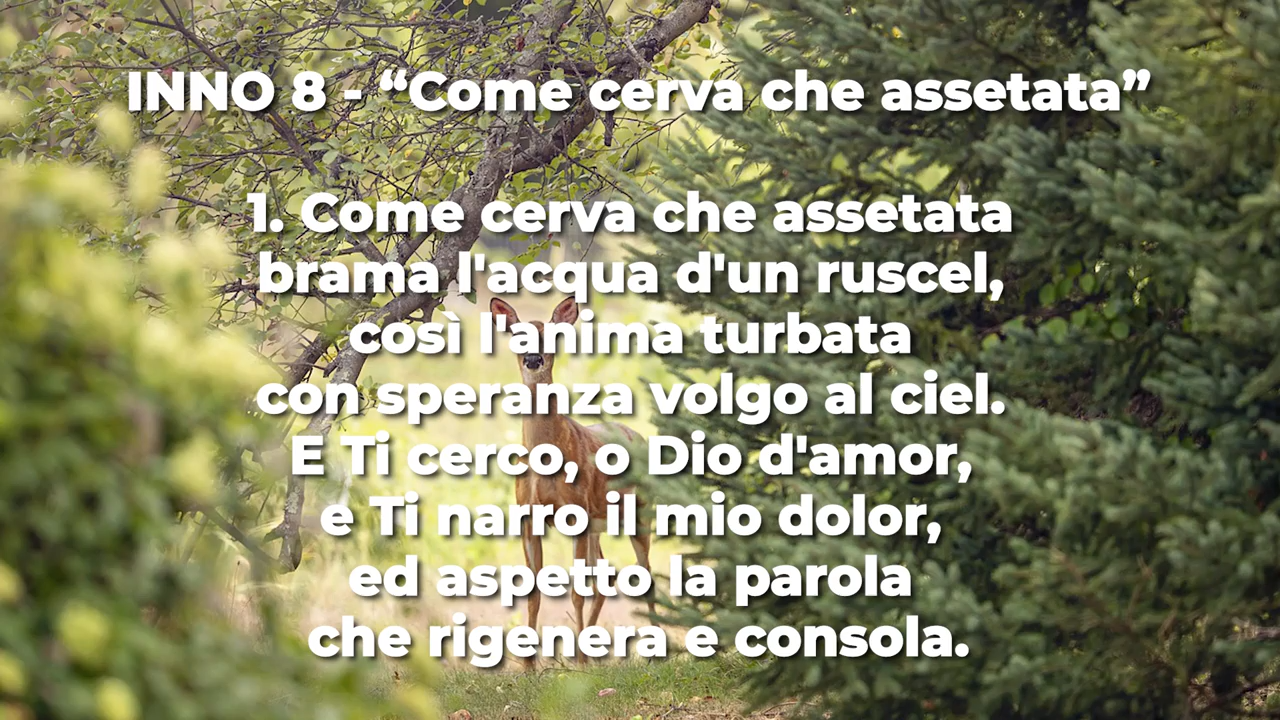 INNO 8 - “Come cerva che assetata”
1. Come cerva che assetata
brama l'acqua d'un ruscel,
così l'anima turbata
con speranza volgo al ciel.
E Ti cerco, o Dio d'amor,
e Ti narro il mio dolor,
ed aspetto la parola
che rigenera e consola.